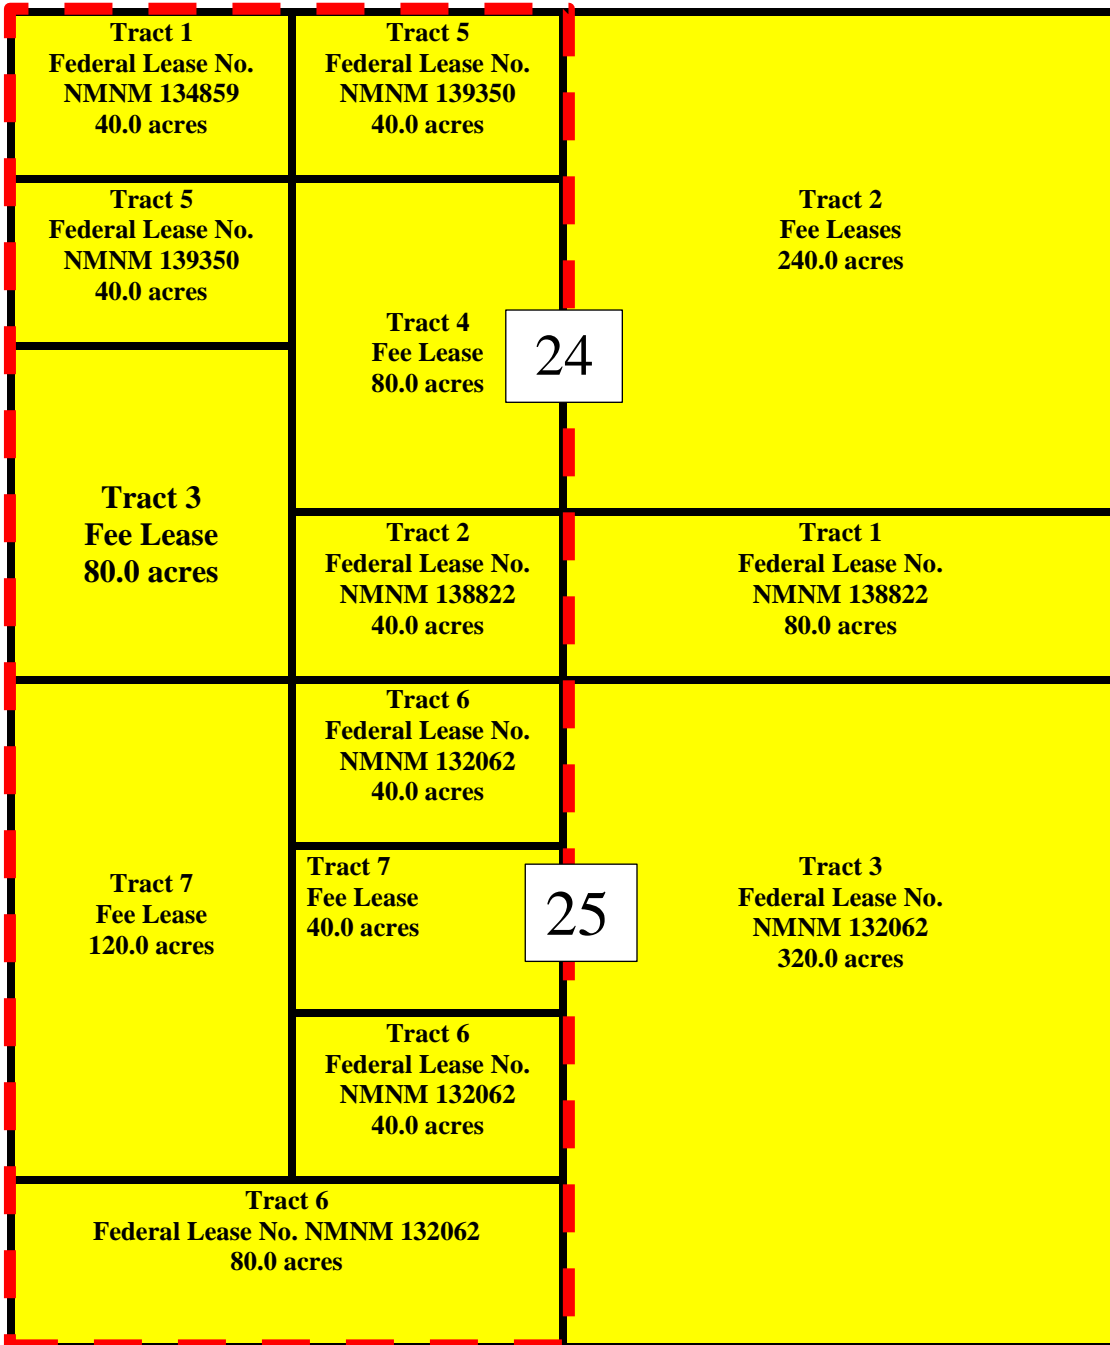 Tract 1
Federal Lease No.
NMNM 134859
40.0 acres
Tract 5
Federal Lease No.
NMNM 139350
40.0 acres
Tract 2
Fee Leases
240.0 acres
Tract 5
Federal Lease No.
NMNM 139350
40.0 acres
Tract 4
Fee Lease
80.0 acres
24
Tract 3
Fee Lease
80.0 acres
Tract 2
Federal Lease No.
NMNM 138822
40.0 acres
Tract 1
Federal Lease No.
NMNM 138822
80.0 acres
Tract 6
Federal Lease No.
NMNM 132062
40.0 acres
Tract 7
Fee Lease
120.0 acres
Tract 7
Fee Lease
40.0 acres
25
Tract 3
Federal Lease No.
NMNM 132062
320.0 acres
Tract 6
Federal Lease No.
NMNM 132062
40.0 acres
Tract 6
Federal Lease No. NMNM 132062
80.0 acres